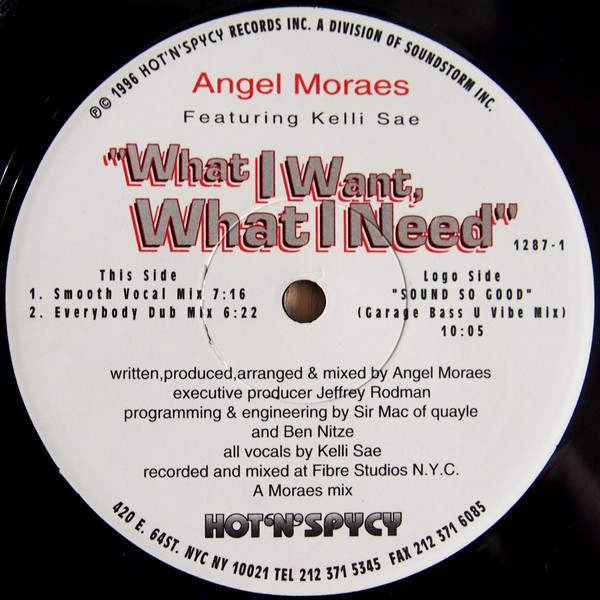 ℗© 1996 HOT'N'SPYCY RECORDS INC. A DIVISION OF SOUNDSTORM INC.
Angel Moraes
Featuring Kelli Sae
"What I Want,
What I Need"
1287-1
This Side
1. Smooth Vocal Mix 7:16
2. Everybody Dub Mix 6:22
Logo Side
"SOUND SO GOOD"
(Garage Bass U Vibe Mix)
10:05
written,produced,arranged & mixed by Angel Moraes
executive producer Jeffrey Rodman
programming & engineering by Sir Mac of quayle
and Ben Nitze
all vocals by Kelli Sae
recorded and mixed at Fibre Studios N.Y.C.
A Moraes mix
HOT'N'SPYCY
420 E. 64ST. NYC NY 10021 TEL 212 371 5345 FAX 212 371 6085